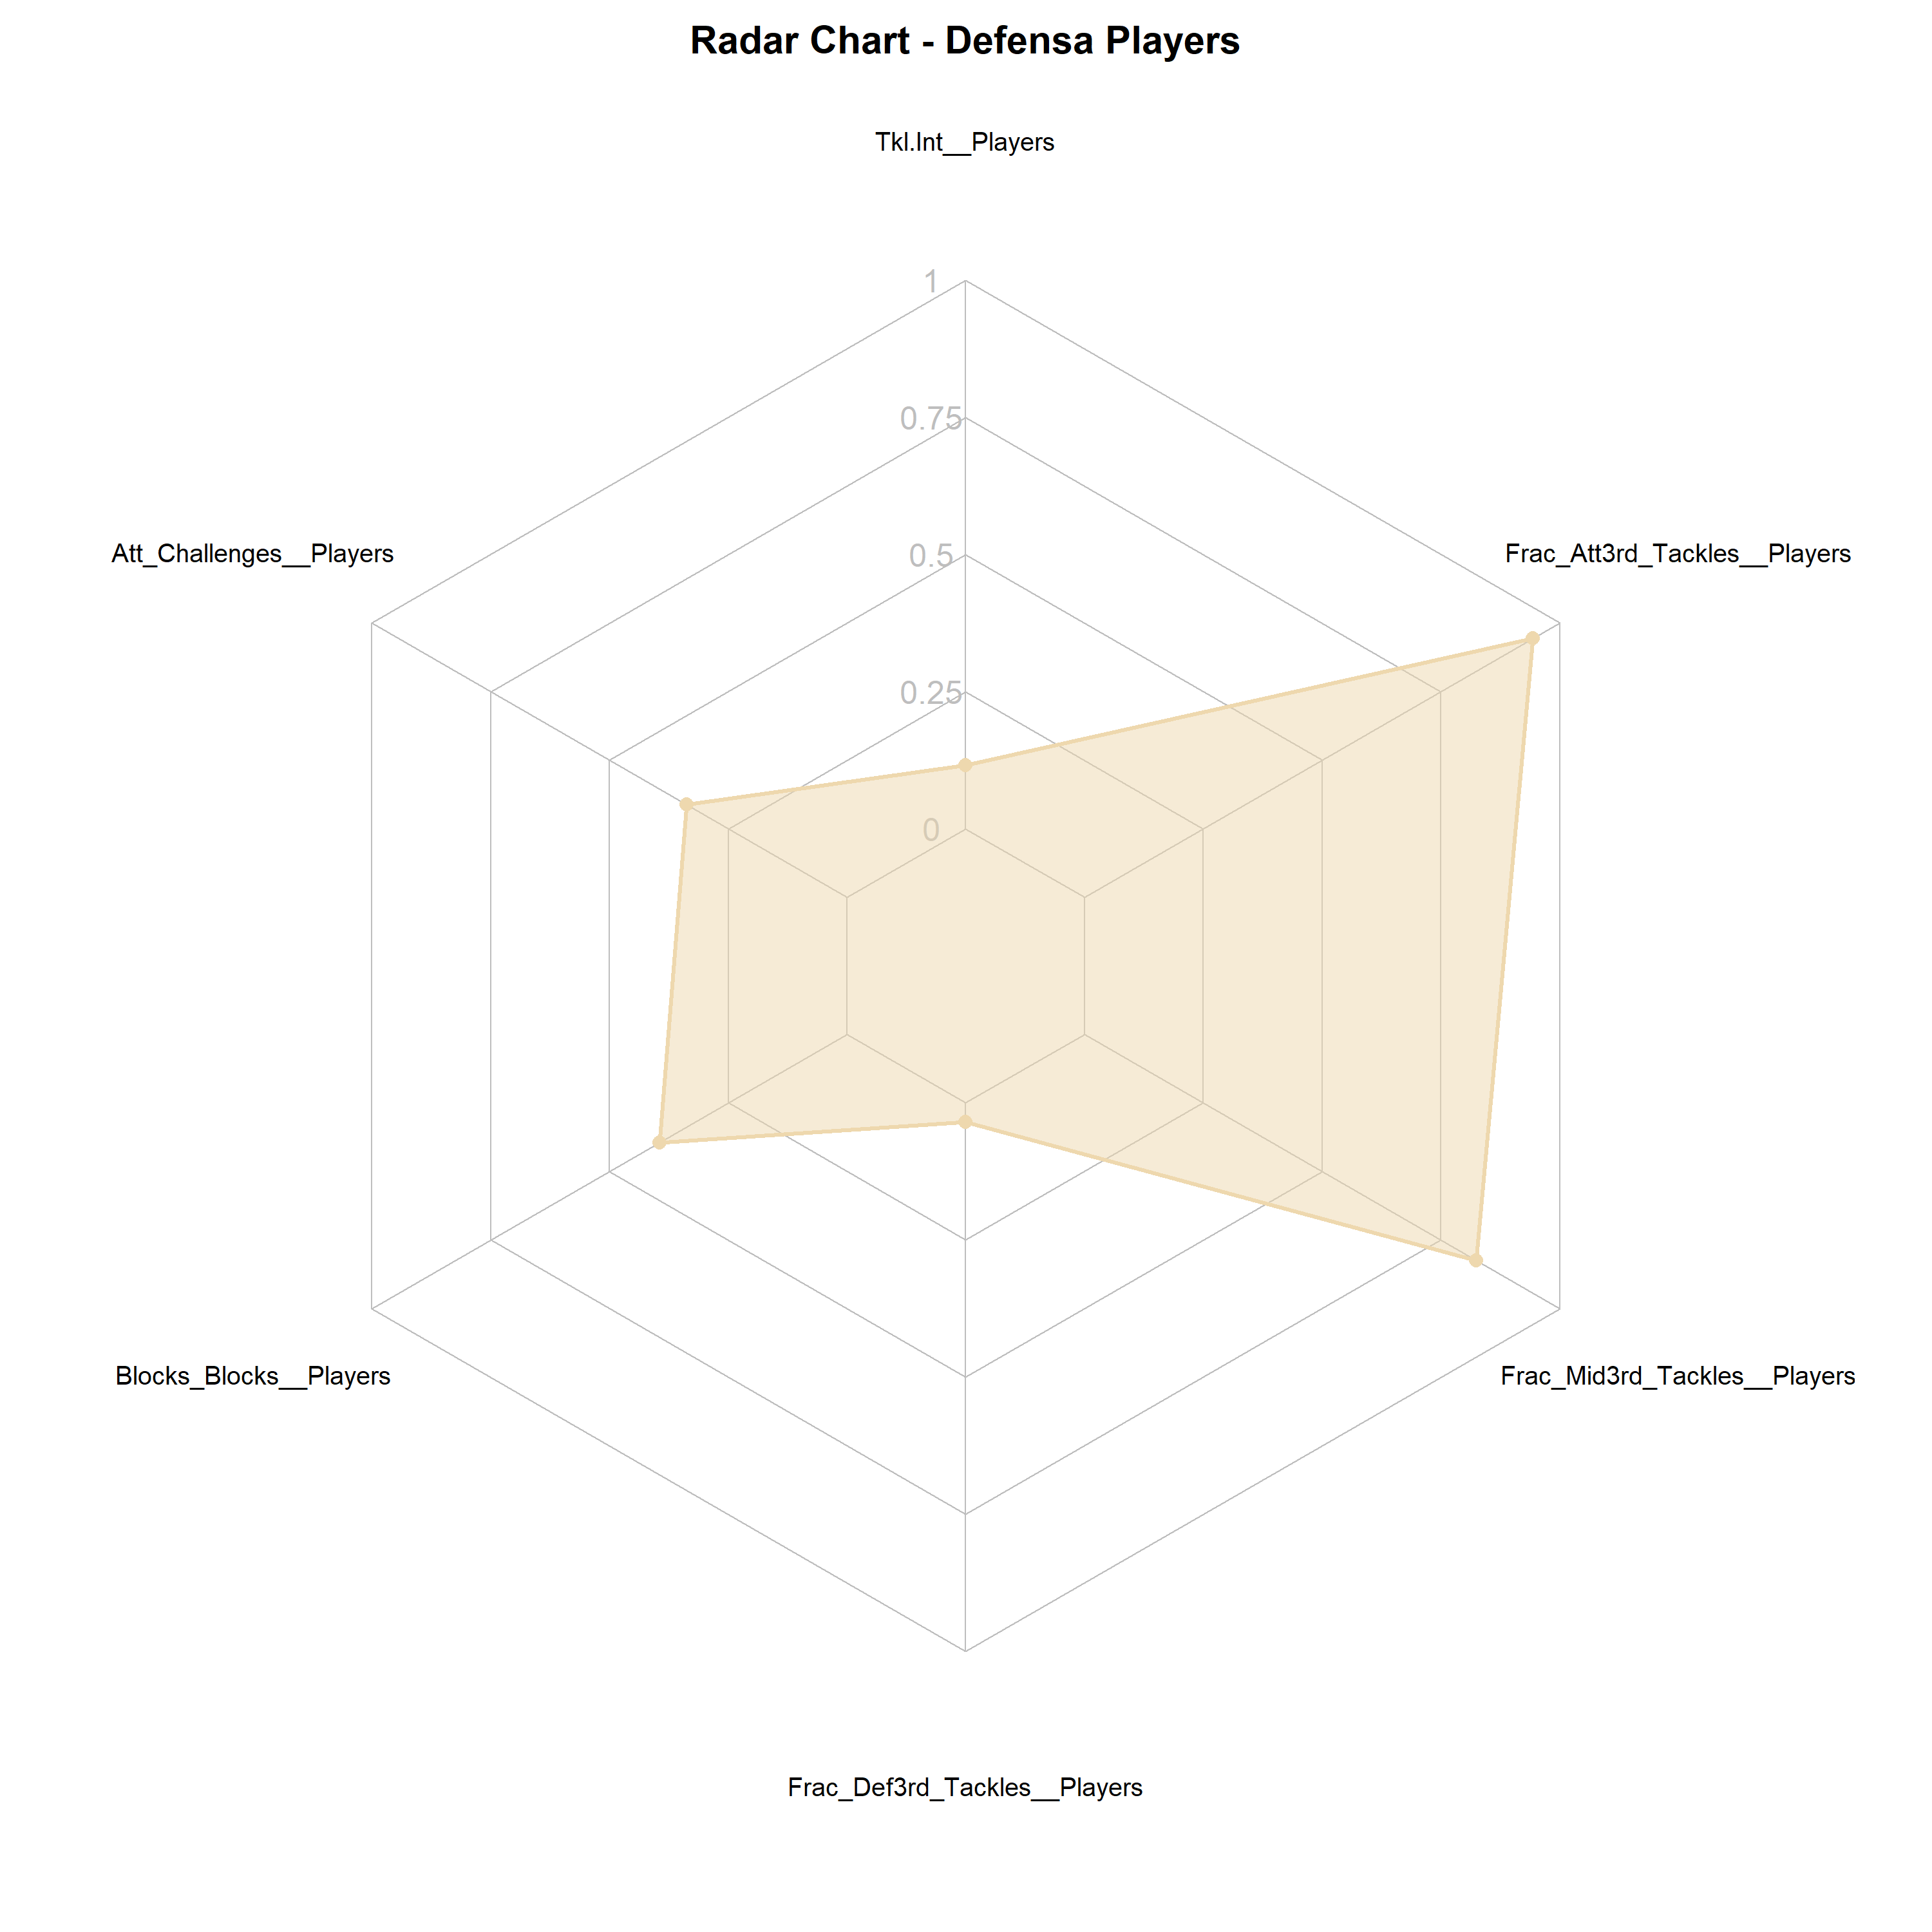 Radar Chart - Defensa Players
Tkl.Int__Players
1
0.75
0.5
0.25
0
Att_Challenges__Players
Frac_Att3rd_Tackles__Players
Blocks_Blocks__Players
Frac_Mid3rd_Tackles__Players
Frac_Def3rd_Tackles__Players